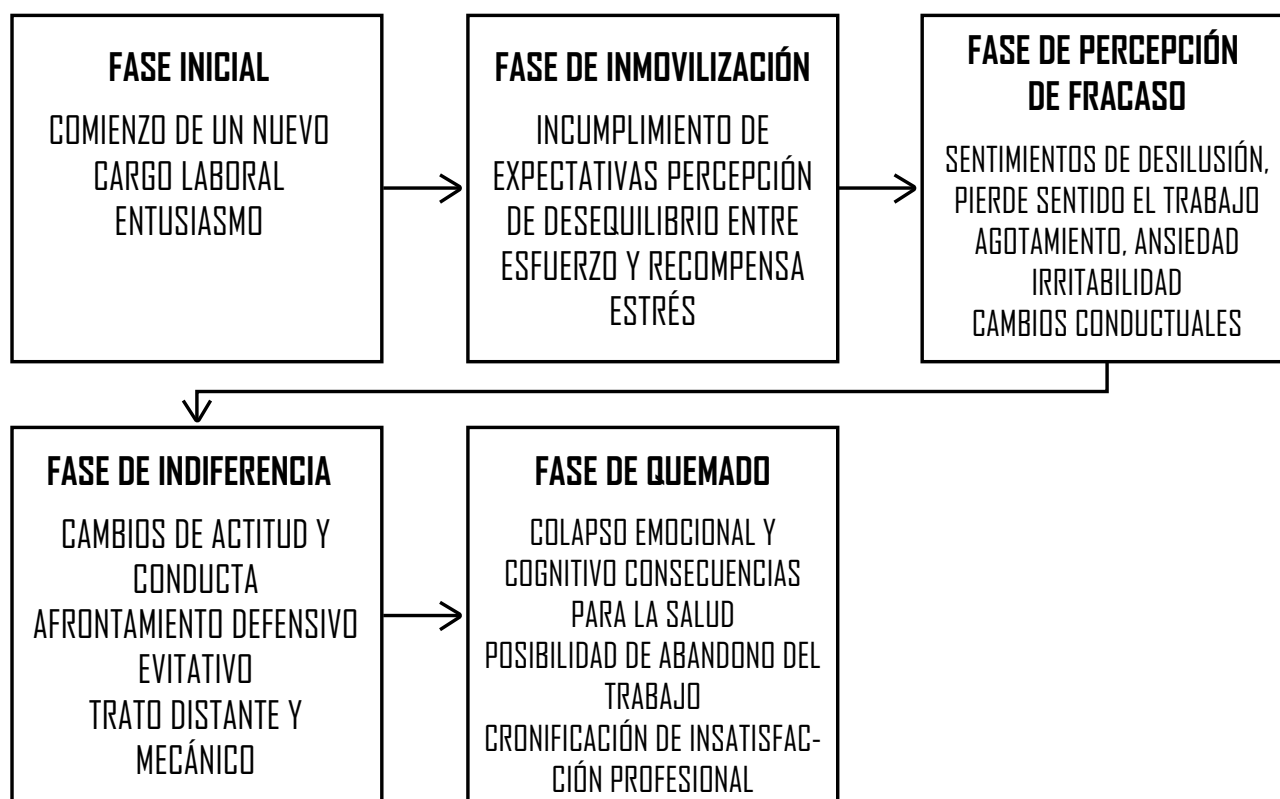 FASE INICIAL
COMIENZO DE UN NUEVO
CARGO LABORAL
ENTUSIASMO
FASE DE INMOVILIZACIÓN
INCUMPLIMIENTO DE
EXPECTATIVAS PERCEPCIÓN
DE DESEQUILIBRIO ENTRE
ESFUERZO Y RECOMPENSA
ESTRÉS
FASE DE PERCEPCIÓN
DE FRACASO
SENTIMIENTOS DE DESILUSIÓN,
PIERDE SENTIDO EL TRABAJO
AGOTAMIENTO, ANSIEDAD
IRRITABILIDAD
CAMBIOS CONDUCTUALES
FASE DE INDIFERENCIA
CAMBIOS DE ACTITUD Y
CONDUCTA
AFRONTAMIENTO DEFENSIVO
EVITATIVO
TRATO DISTANTE Y
MECÁNICO
FASE DE QUEMADO
COLAPSO EMOCIONAL Y
COGNITIVO CONSECUENCIAS
PARA LA SALUD
POSIBILIDAD DE ABANDONO DEL
TRABAJO
CRONIFICACIÓN DE INSATISFAC-
CIÓN PROFESIONAL